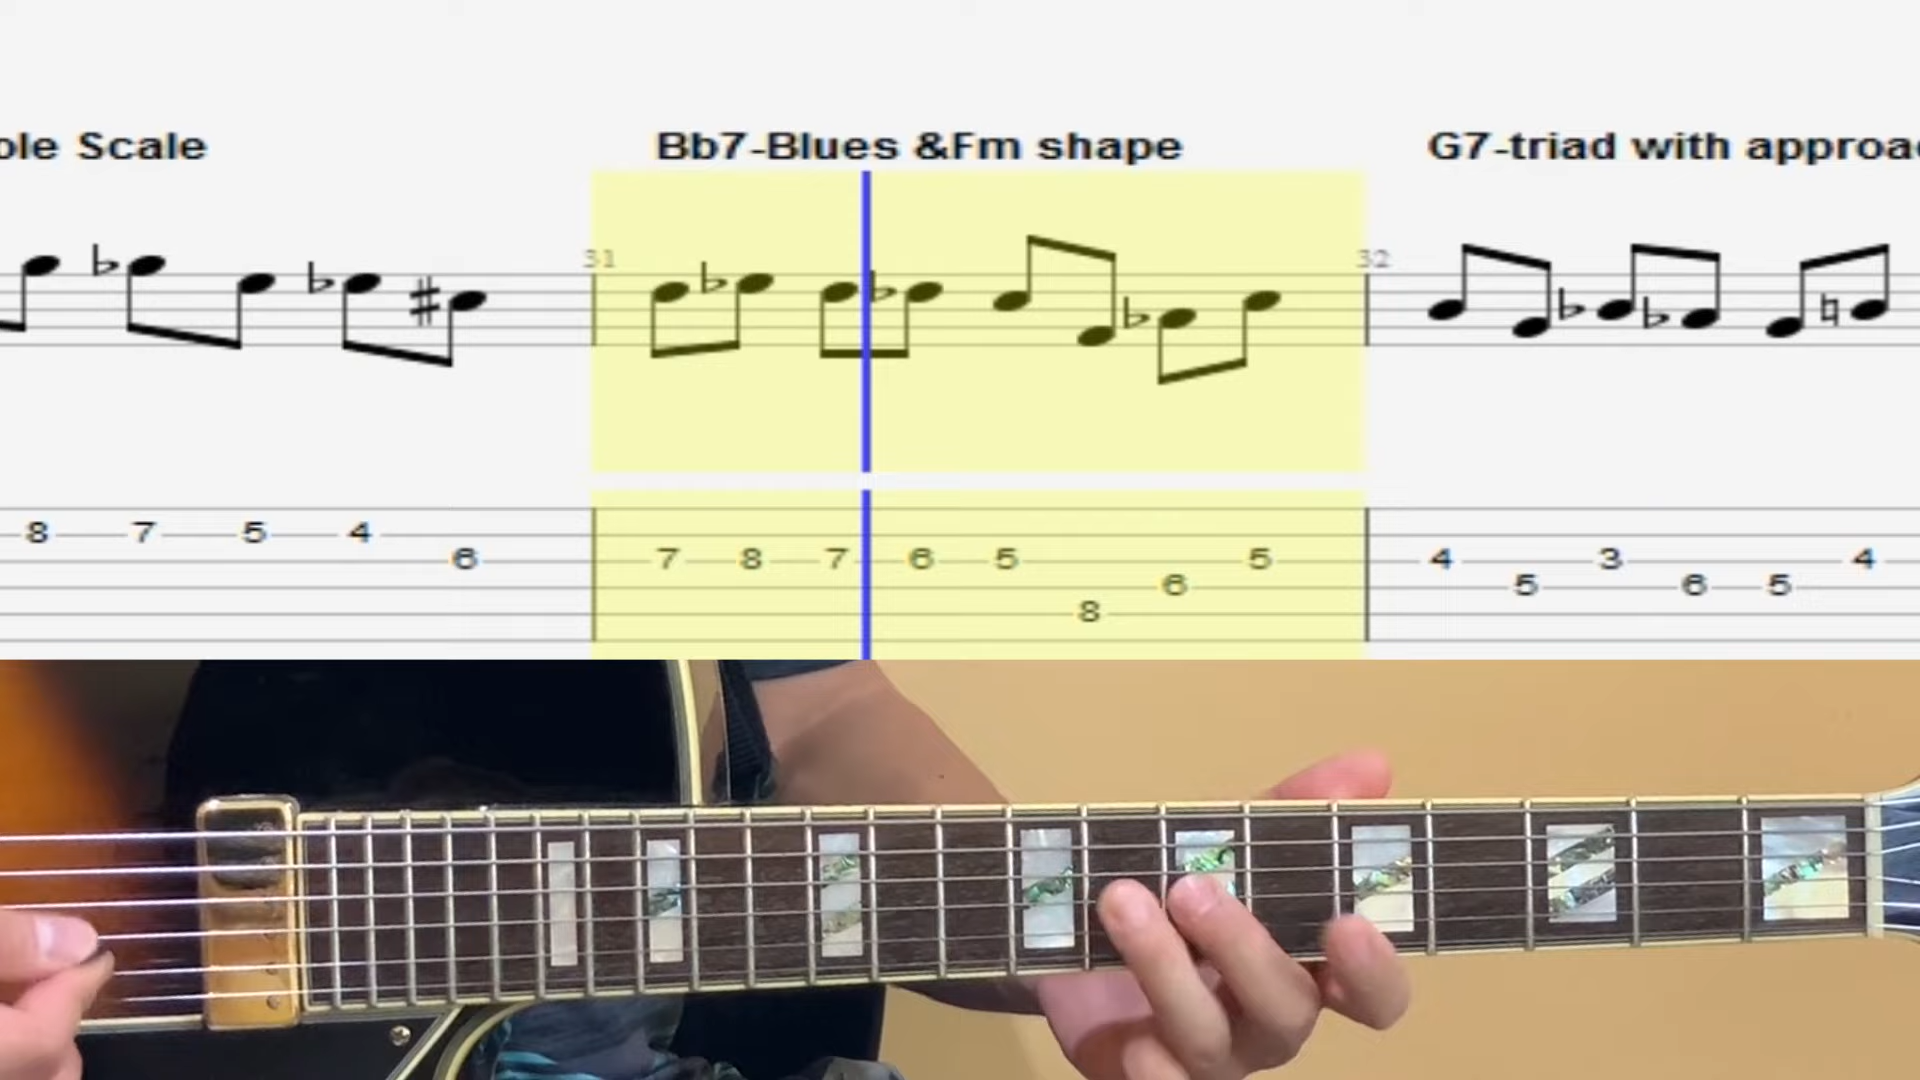 ole Scale Bb7-Blues &Fm shape G7-triad with approac
31 32
8 7 5 4
6 7 8 7 6 5 5 4 3 4
6 5 6 5
8